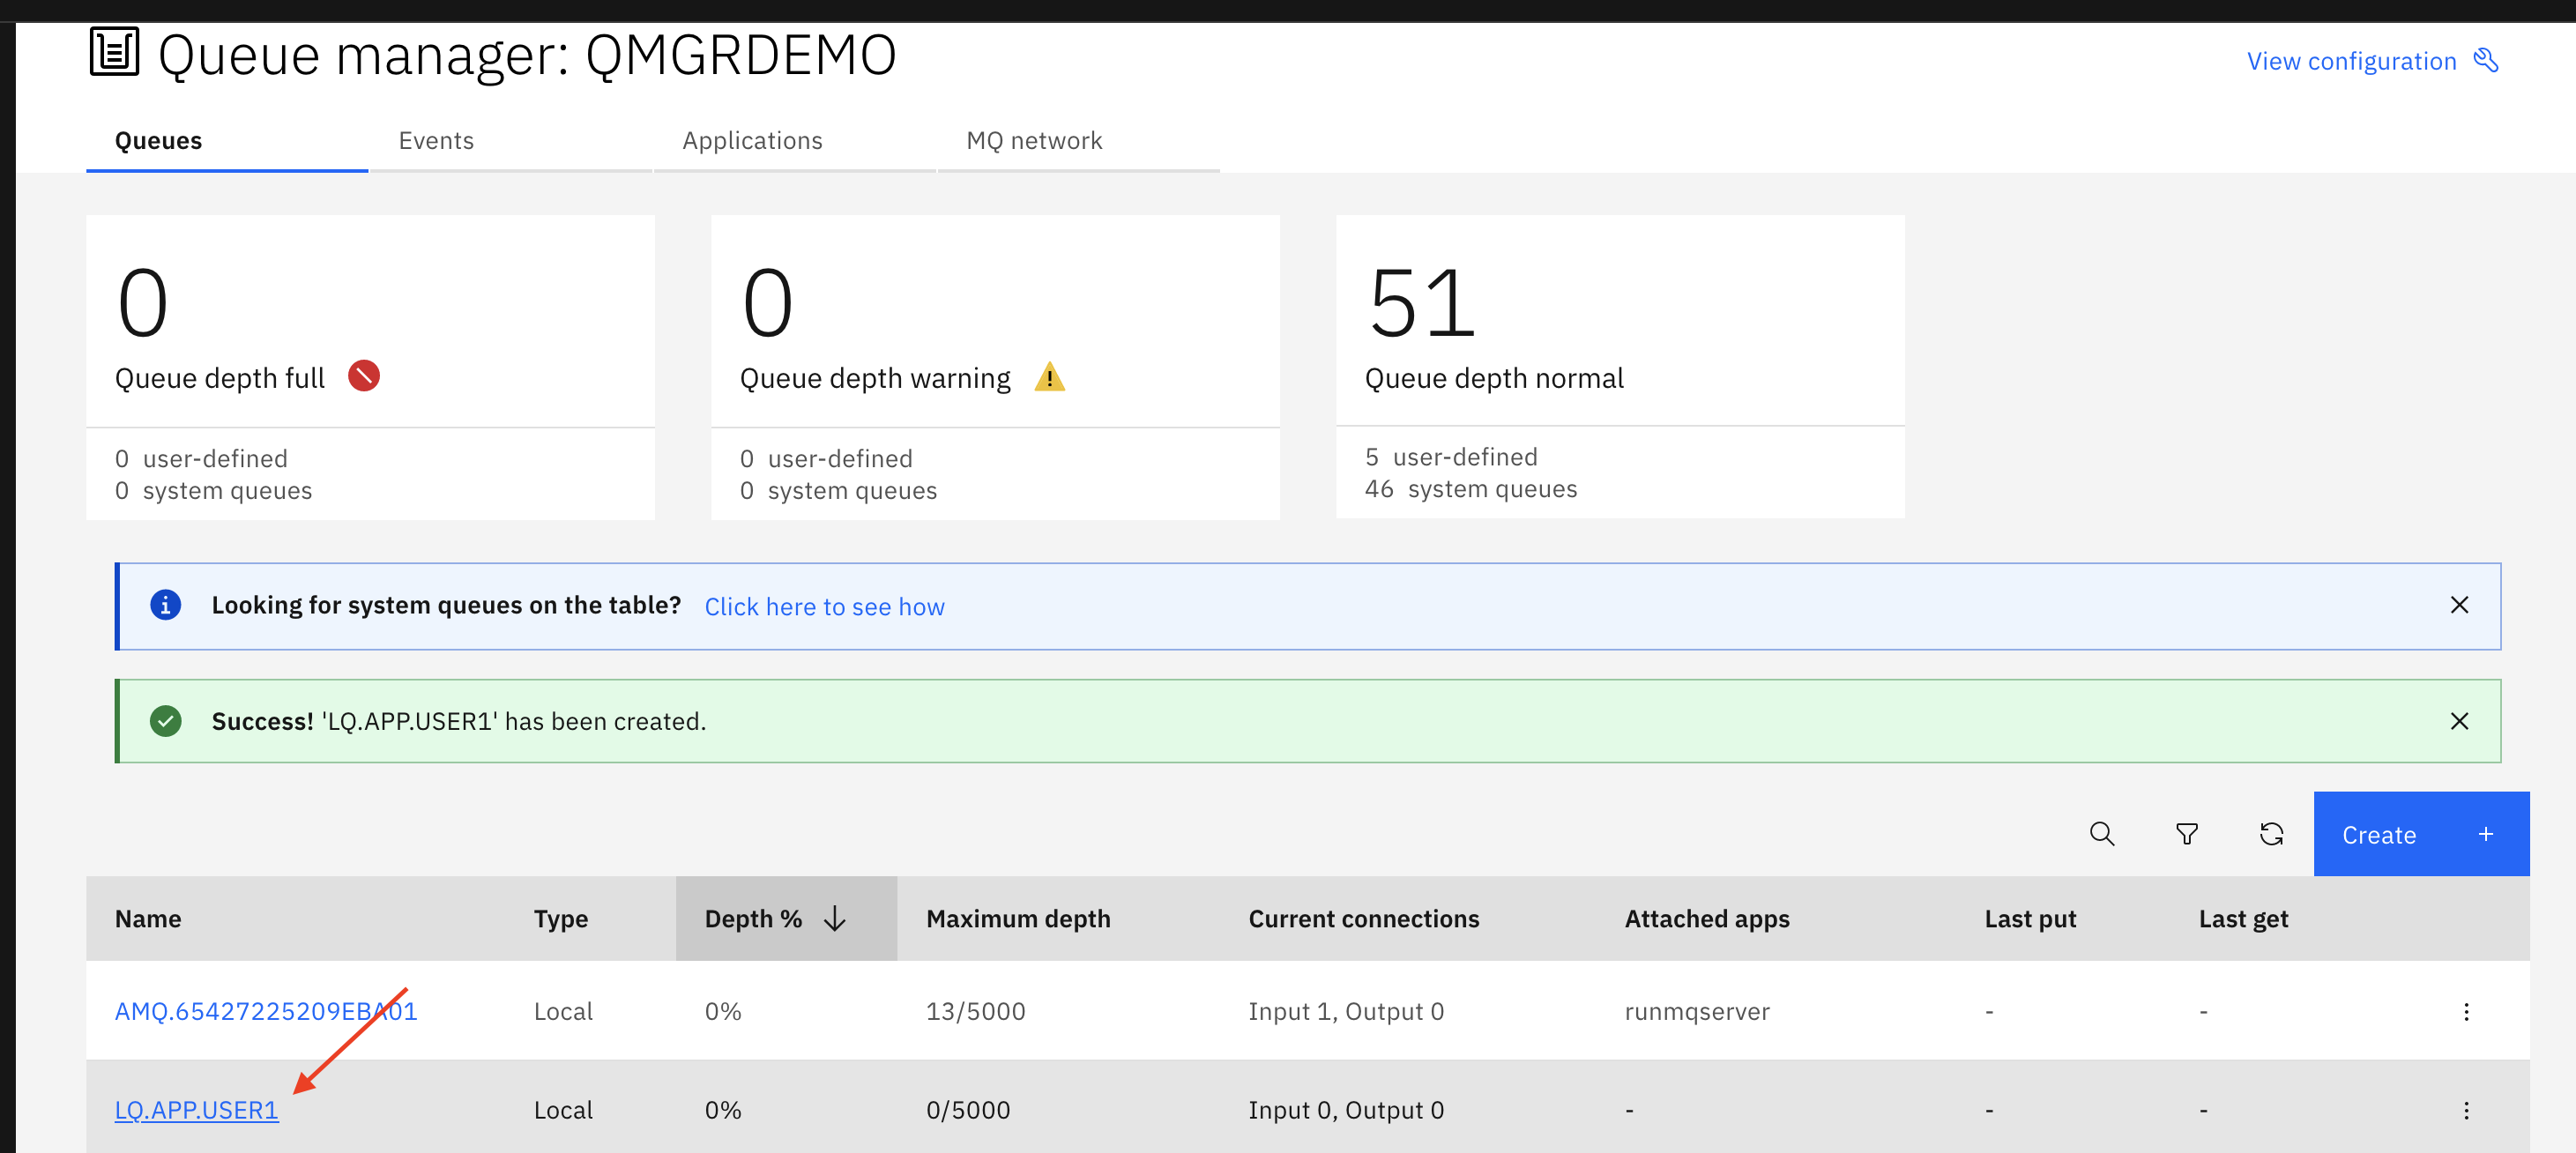 Queue manager: QMGRDEMO
View configuration
Queues Events Applications MQ network
0 0 51
Queue depth full Queue depth warning Queue depth normal
0 user-defined 0 user-defined 5 user-defined
0 system queues 0 system queues 46 system queues
Looking for system queues on the table? Click here to see how
Success! 'LQ.APP.USER1' has been created.
Create +
Name Type Depth % Maximum depth Current connections Attached apps Last put Last get
AMQ.65427225209EBA01 Local 0% 13/5000 Input 1, Output 0 runmqserver - -
LQ.APP.USER1 Local 0% 0/5000 Input 0, Output 0 - - -